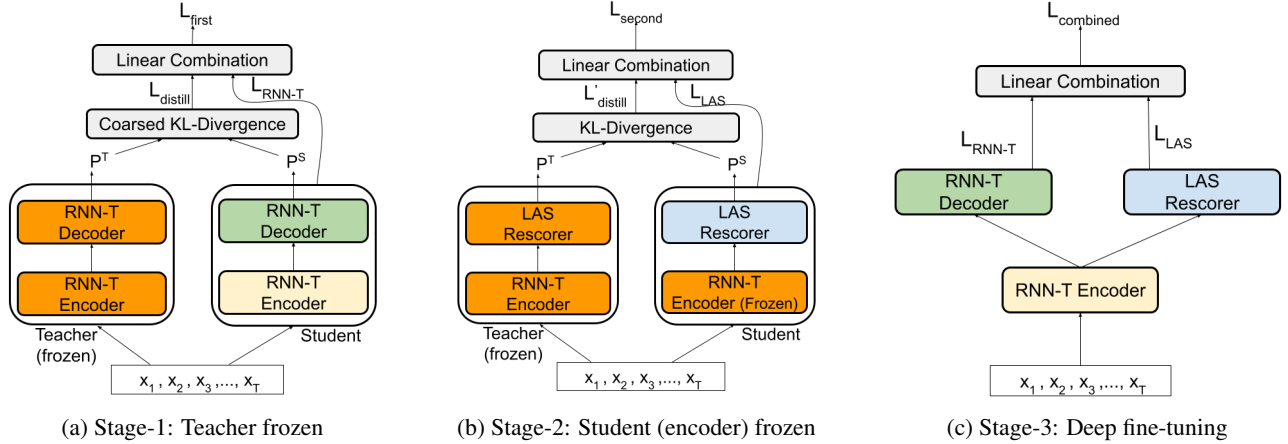 L_first
Linear Combination
L_distill
L_RNN-T
Coarsed KL-Divergence
P^T
P^S
RNN-T
Decoder
RNN-T
Encoder
RNN-T
Decoder
RNN-T
Encoder
Teacher
(frozen)
Student
x_1 , x_2 , x_3 ,..., x_T
(a) Stage-1: Teacher frozen
L_second
Linear Combination
L'_distill
L_LAS
KL-Divergence
P^T
P^S
LAS
Rescorer
RNN-T
Encoder
LAS
Rescorer
RNN-T
Encoder (Frozen)
Teacher
(frozen)
Student
x_1 , x_2 , x_3 ,..., x_T
(b) Stage-2: Student (encoder) frozen
L_combined
Linear Combination
L_RNN-T
L_LAS
RNN-T
Decoder
LAS
Rescorer
RNN-T Encoder
x_1 , x_2 , x_3 ,..., x_T
(c) Stage-3: Deep fine-tuning